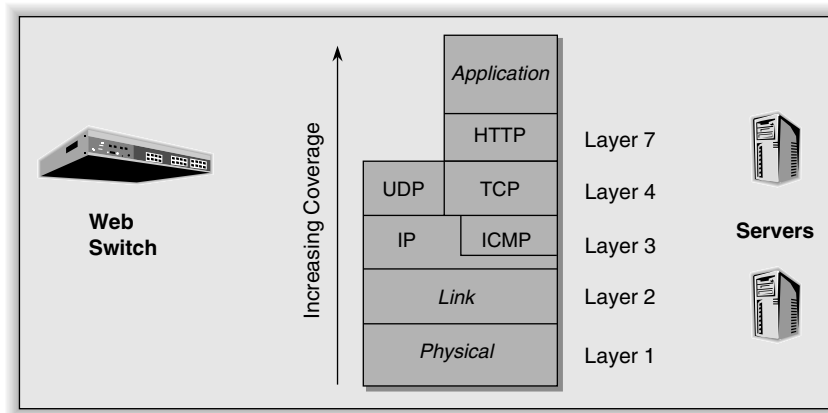 Application
HTTP
Layer 7
UDP
TCP
Layer 4
IP
ICMP
Layer 3
Link
Layer 2
Physical
Layer 1
Increasing Coverage
Web
Switch
Servers